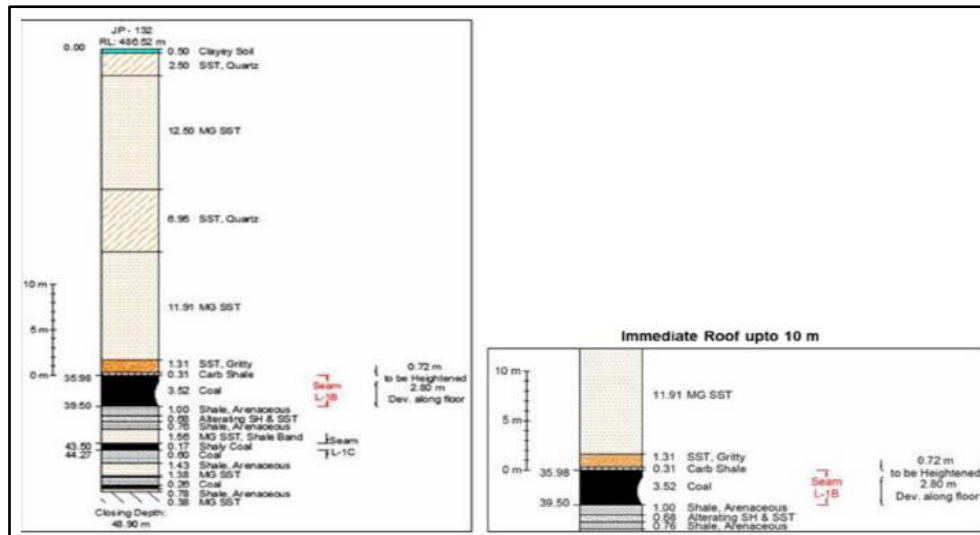 JP - 132
RL: 486.52 m
0.00
0.50 Clayey Soil
2.50 SST, Quartz
12.50 MG SST
6.95 SST, Quartz
10 m
5 m
0 m
11.91 MG SST
1.31 SST, Gritty
0.31 Carb Shale
35.98
3.52 Coal
39.50
Seam
L-1B
0.72 m
to be Heightened
2.80 m
Dev. along floor
1.00 Shale, Arenaceous
0.68 Alterating SH & SST
0.76 Shale, Arenaceous
1.56 MG SST, Shale Band
43.50
0.17 Shaly Coal
44.27
0.60 Coal
Seam
L-1C
1.43 Shale, Arenaceous
1.38 MG SST
0.26 Coal
0.78 Shale, Arenaceous
0.38 MG SST
Closing Depth:
48.90 m
Immediate Roof upto 10 m
10 m
5 m
0 m
11.91 MG SST
1.31 SST, Gritty
0.31 Carb Shale
35.98
3.52 Coal
39.50
Seam
L-1B
0.72 m
to be Heightened
2.80 m
Dev. along floor
1.00 Shale, Arenaceous
0.68 Alterating SH & SST
0.76 Shale, Arenaceous